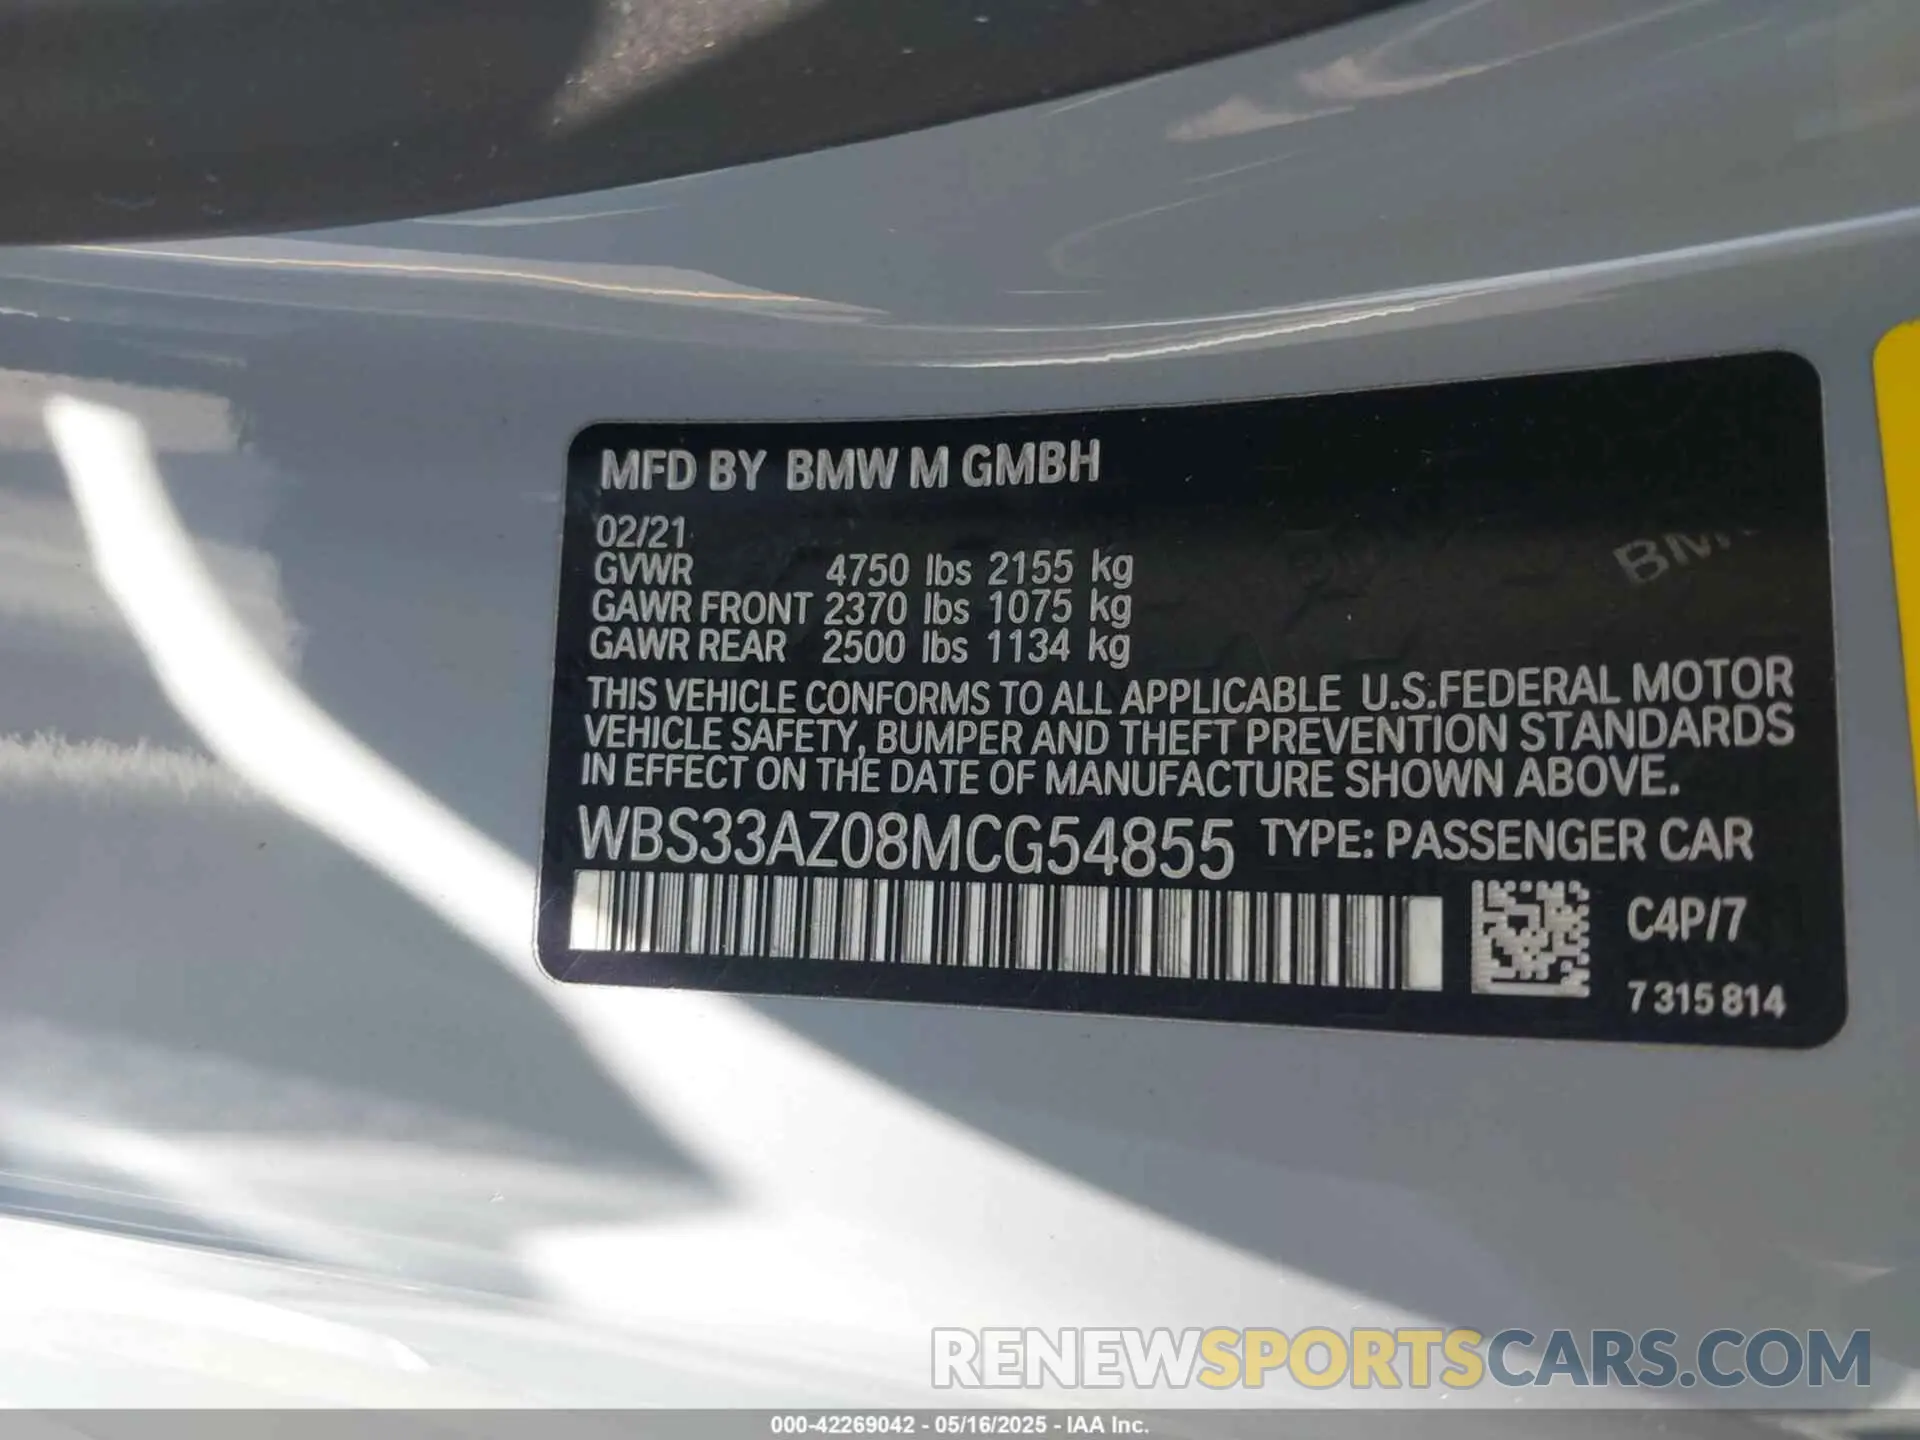 MFD BY BMW M GMBH
02/21
GVWR 4750 lbs 2155 kg
GAWR FRONT 2370 lbs 1075 kg
GAWR REAR 2500 lbs 1134 kg
THIS VEHICLE CONFORMS TO ALL APPLICABLE U.S.FEDERAL MOTOR
VEHICLE SAFETY, BUMPER AND THEFT PREVENTION STANDARDS
IN EFFECT ON THE DATE OF MANUFACTURE SHOWN ABOVE.
WBS33AZ08MCG54855 TYPE: PASSENGER CAR
C4P/7
7 315 814
RENEWSPORTSCARS.COM
000-42269042 - 05/16/2025 - IAA Inc.